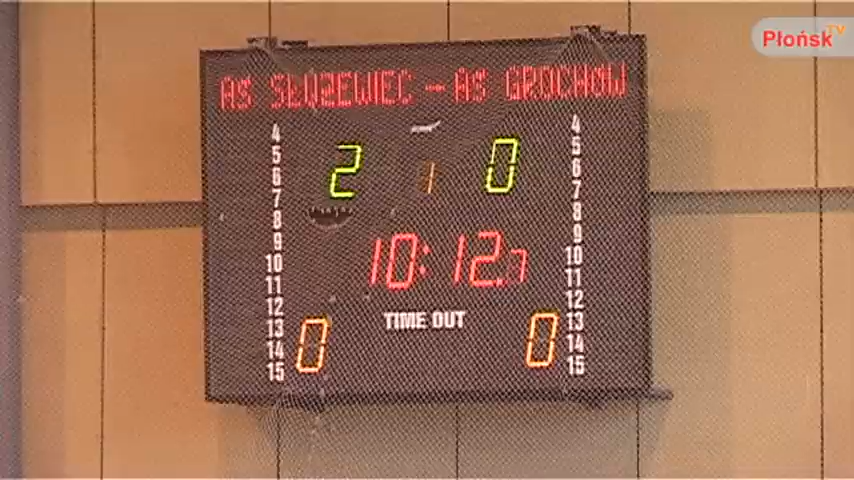 Płońsk TV
AS SŁUŻEWIEC - AS GROCHÓW
4 4
5 5
2 1 0
6 6
7 7
8 8
9 9
10 10:12.7 10
11 11
12 12
13 TIME OUT 13
0 0
14 14
15 15